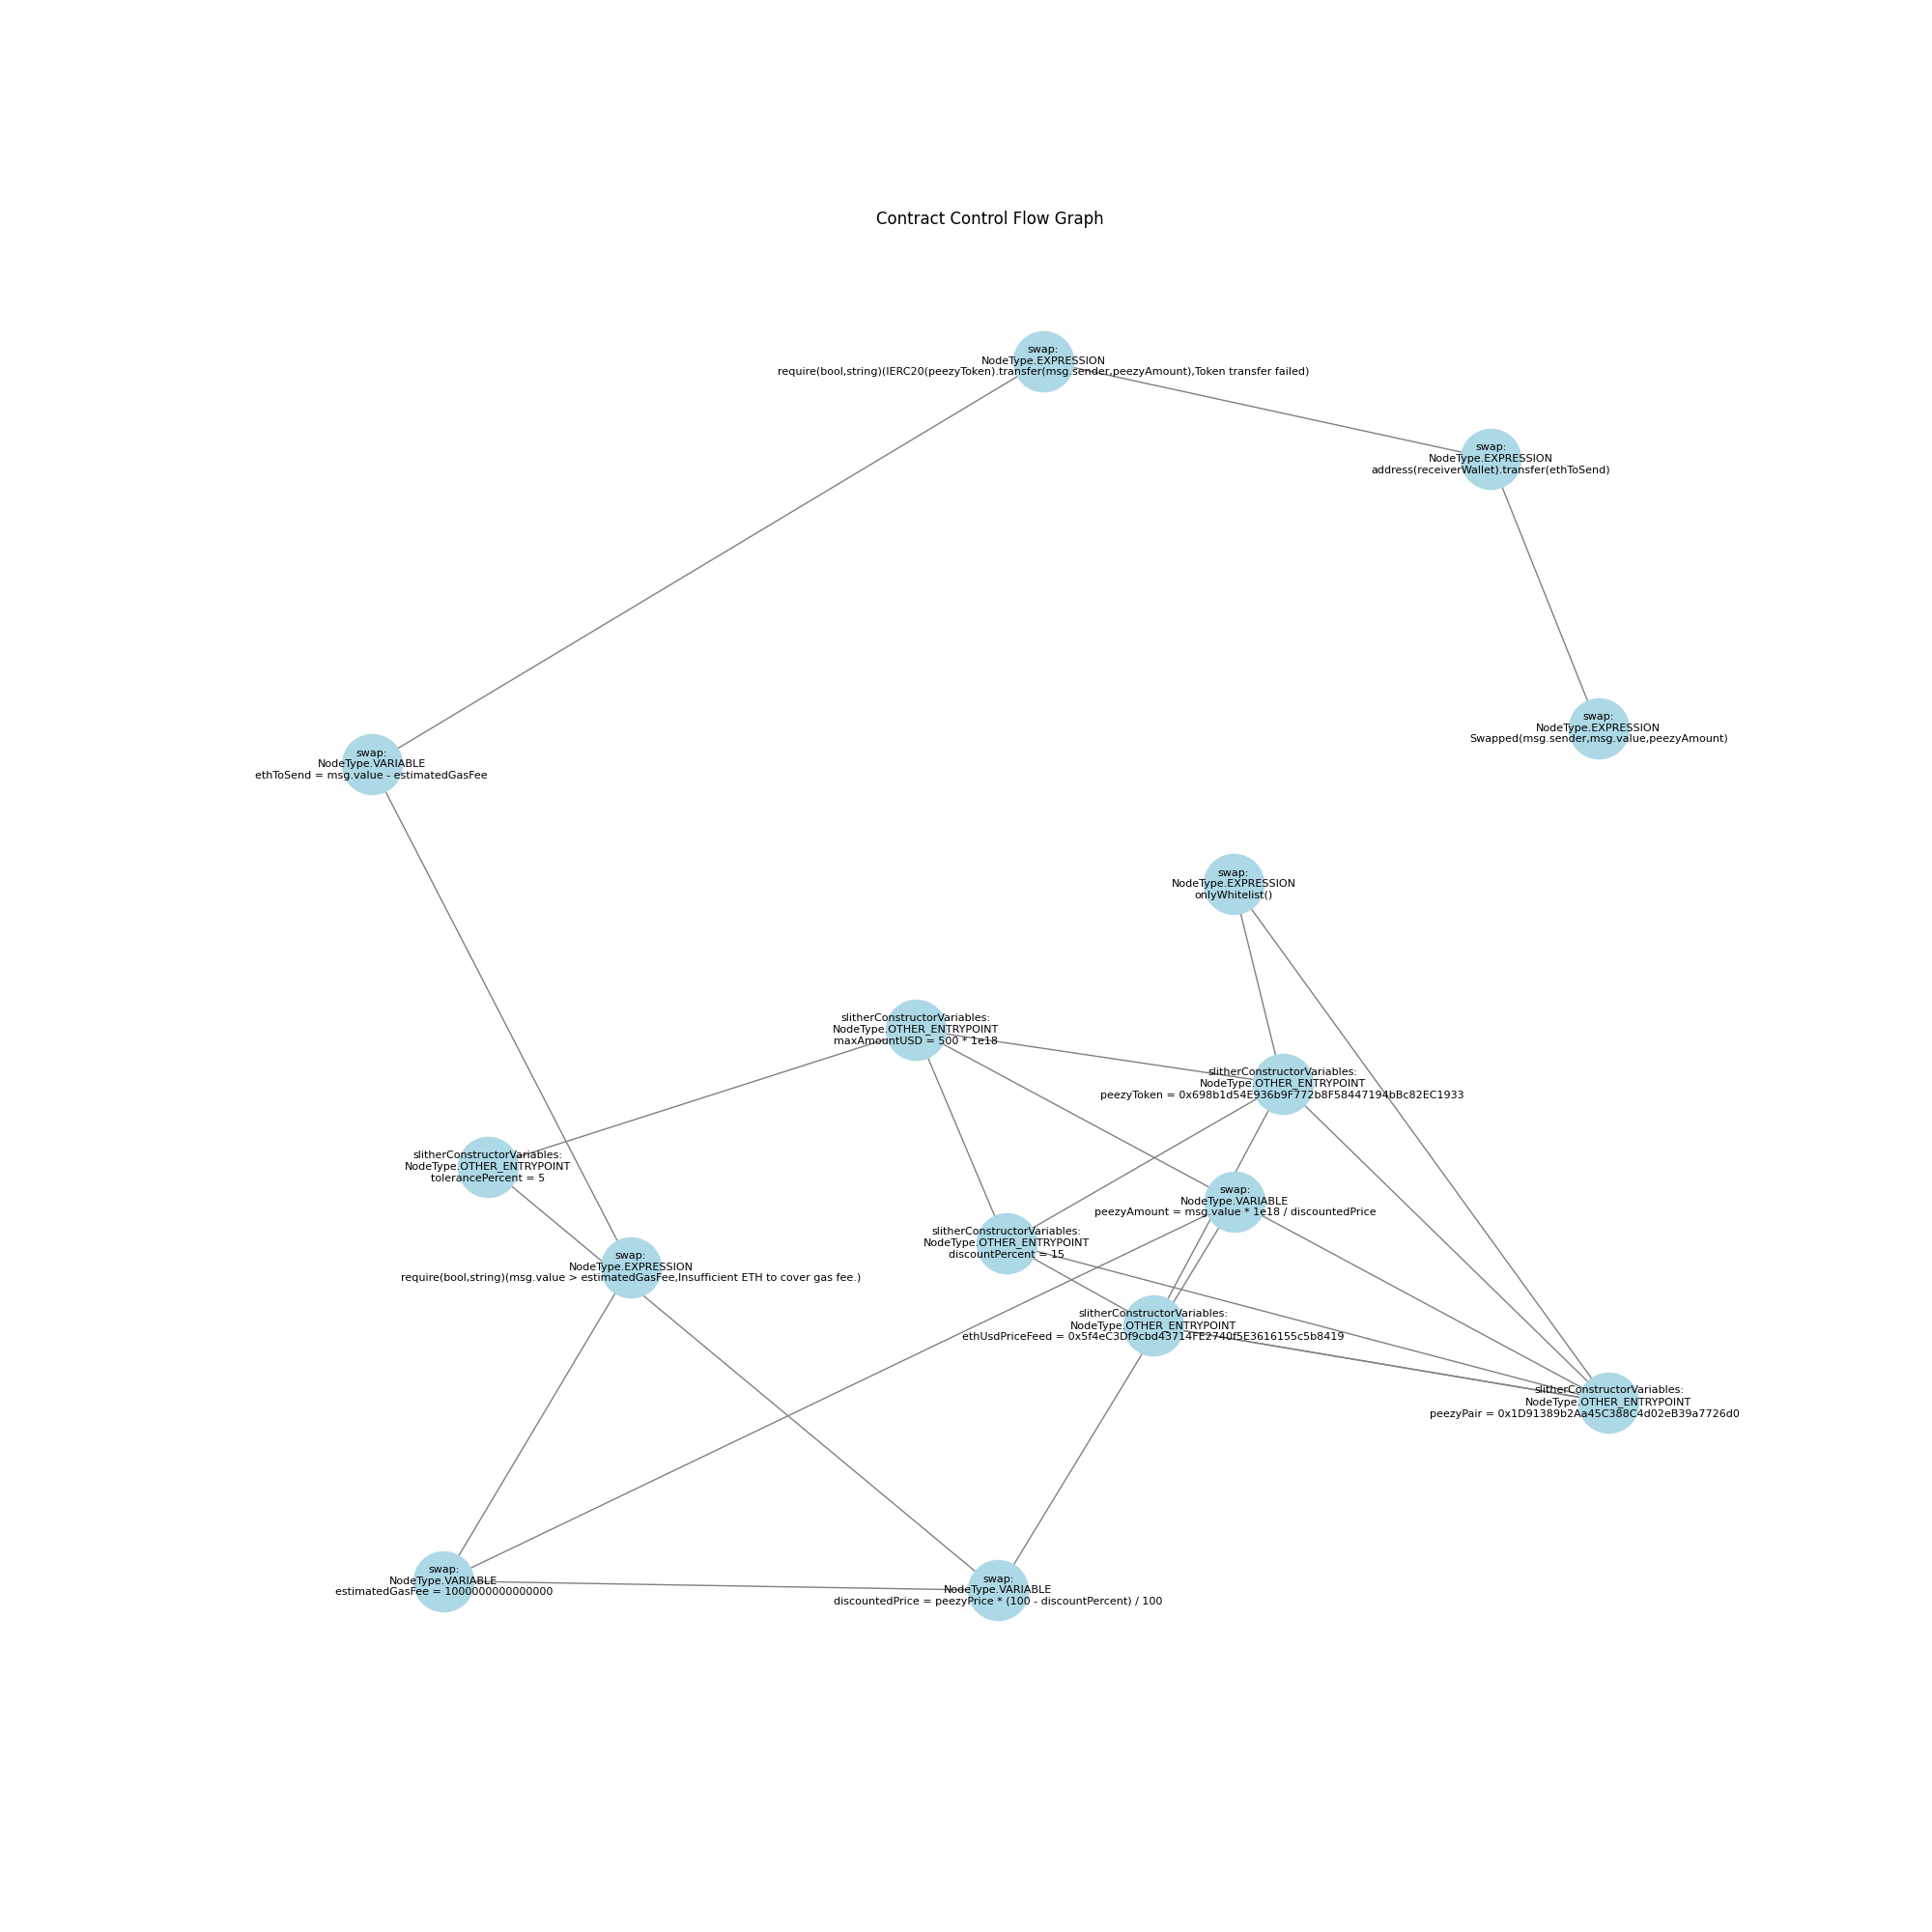 Contract Control Flow Graph
swap:
NodeType.EXPRESSION
require(bool,string)(IERC20(peezyToken).transfer(msg.sender,peezyAmount),Token transfer failed)
swap:
NodeType.EXPRESSION
address(receiverWallet).transfer(ethToSend)
swap:
NodeType.EXPRESSION
Swapped(msg.sender,msg.value,peezyAmount)
swap:
NodeType.VARIABLE
ethToSend = msg.value - estimatedGasFee
swap:
NodeType.EXPRESSION
onlyWhitelist()
slitherConstructorVariables:
NodeType.OTHER_ENTRYPOINT
maxAmountUSD = 500 * 1e18
slitherConstructorVariables:
NodeType.OTHER_ENTRYPOINT
peezyToken = 0x698b1d54E936b9F772b8F58447194bBc82EC1933
slitherConstructorVariables:
NodeType.OTHER_ENTRYPOINT
tolerancePercent = 5
swap:
NodeType.VARIABLE
peezyAmount = msg.value * 1e18 / discountedPrice
slitherConstructorVariables:
NodeType.OTHER_ENTRYPOINT
discountPercent = 15
swap:
NodeType.EXPRESSION
require(bool,string)(msg.value > estimatedGasFee,Insufficient ETH to cover gas fee.)
slitherConstructorVariables:
NodeType.OTHER_ENTRYPOINT
ethUsdPriceFeed = 0x5f4eC3Df9cbd43714FE2740f5E3616155c5b8419
slitherConstructorVariables:
NodeType.OTHER_ENTRYPOINT
peezyPair = 0x1D91389b2Aa45C388C4d02eB39a7726d0
swap:
NodeType.VARIABLE
estimatedGasFee = 1000000000000000
swap:
NodeType.VARIABLE
discountedPrice = peezyPrice * (100 - discountPercent) / 100